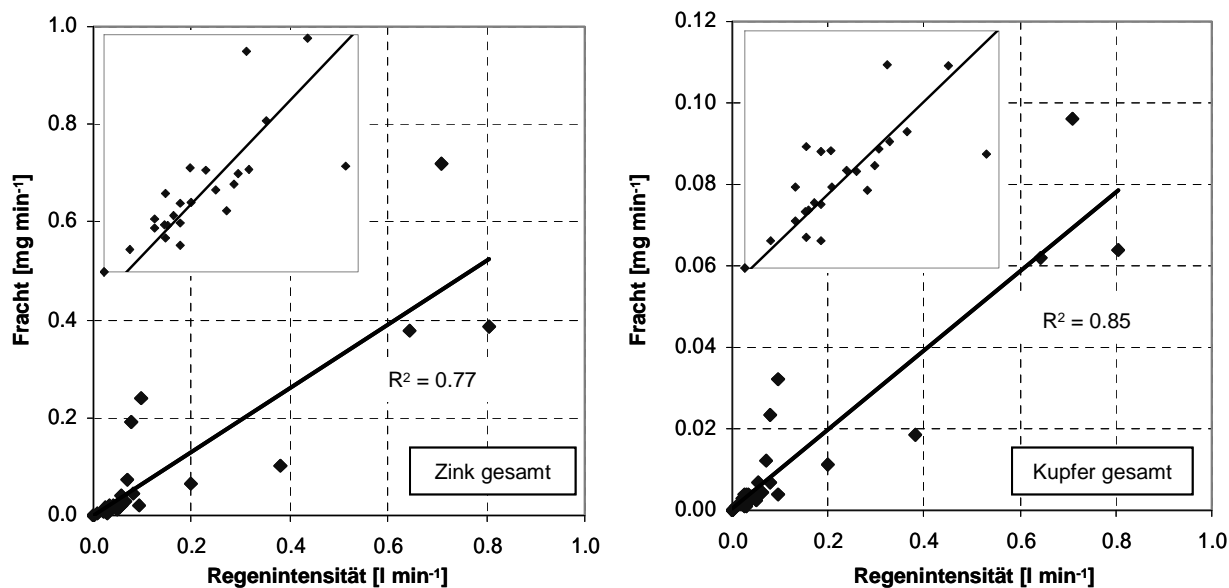 1.0
0.8
0.6
0.4
0.2
0.0
Fracht [mg min-1]
R² = 0.77
Zink gesamt
0.0 0.2 0.4 0.6 0.8 1.0
Regenintensität [l min-1]
0.12
0.10
0.08
0.06
0.04
0.02
0.00
Fracht [mg min-1]
R² = 0.85
Kupfer gesamt
0.0 0.2 0.4 0.6 0.8 1.0
Regenintensität [l min-1]